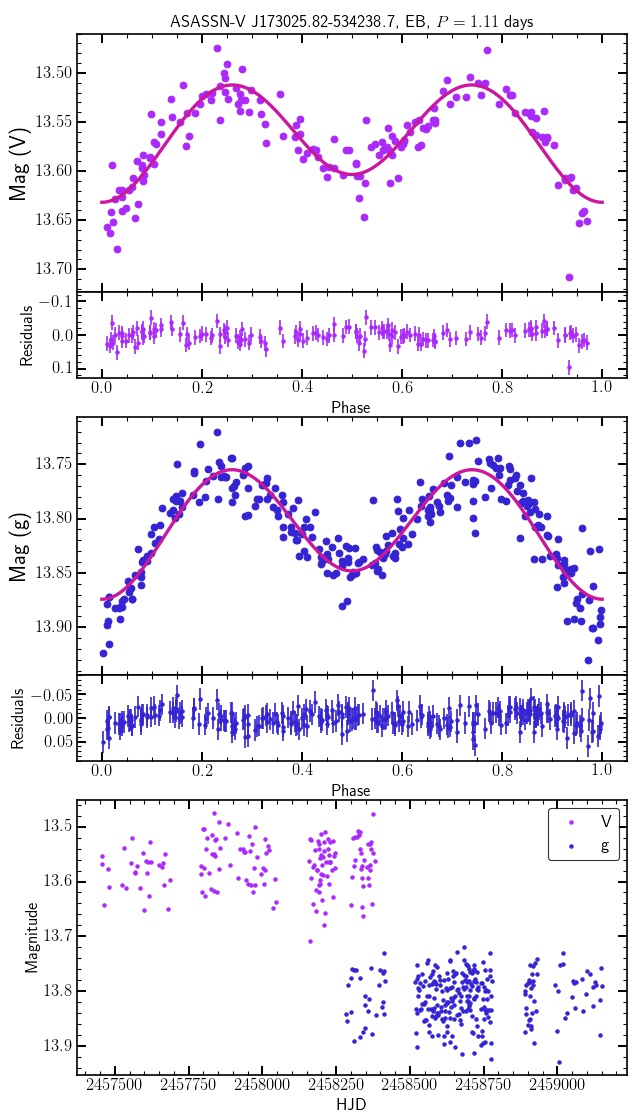 ASASSN-V J173025.82-534238.7, EB, P = 1.11 days
13.50
13.55
13.60
13.65
13.70
Mag (V)
−0.1
0.0
0.1
Residuals
0.0 0.2 0.4 0.6 0.8 1.0
Phase
13.75
13.80
13.85
13.90
Mag (g)
−0.05
0.00
0.05
Residuals
0.0 0.2 0.4 0.6 0.8 1.0
Phase
V
g
13.5
13.6
13.7
13.8
13.9
Magnitude
2457500 2457750 2458000 2458250 2458500 2458750 2459000
HJD